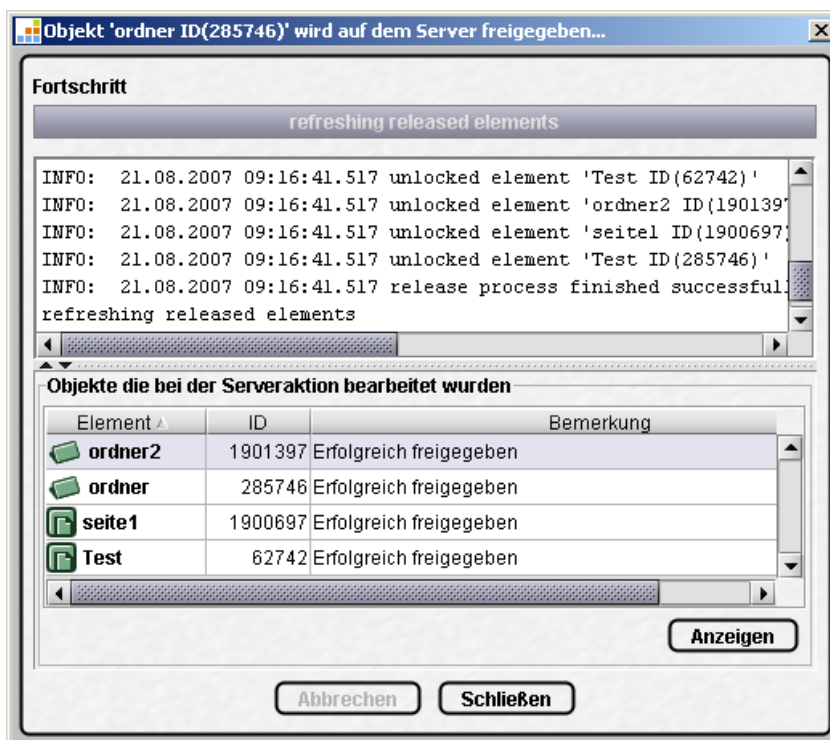 Objekt 'ordner ID(285746)' wird auf dem Server freigegeben...
Fortschritt
refreshing released elements
INFO: 21.08.2007 09:16:41.517 unlocked element 'Test ID(62742)'
INFO: 21.08.2007 09:16:41.517 unlocked element 'ordner2 ID(1901397
INFO: 21.08.2007 09:16:41.517 unlocked element 'seite1 ID(1900697)
INFO: 21.08.2007 09:16:41.517 unlocked element 'Test ID(285746)'
INFO: 21.08.2007 09:16:41.517 release process finished successfull
refreshing released elements
Objekte die bei der Serveraktion bearbeitet wurden
Element ID Bemerkung
ordner2 1901397 Erfolgreich freigegeben
ordner 285746 Erfolgreich freigegeben
seite1 1900697 Erfolgreich freigegeben
Test 62742 Erfolgreich freigegeben
Anzeigen
Abbrechen Schließen